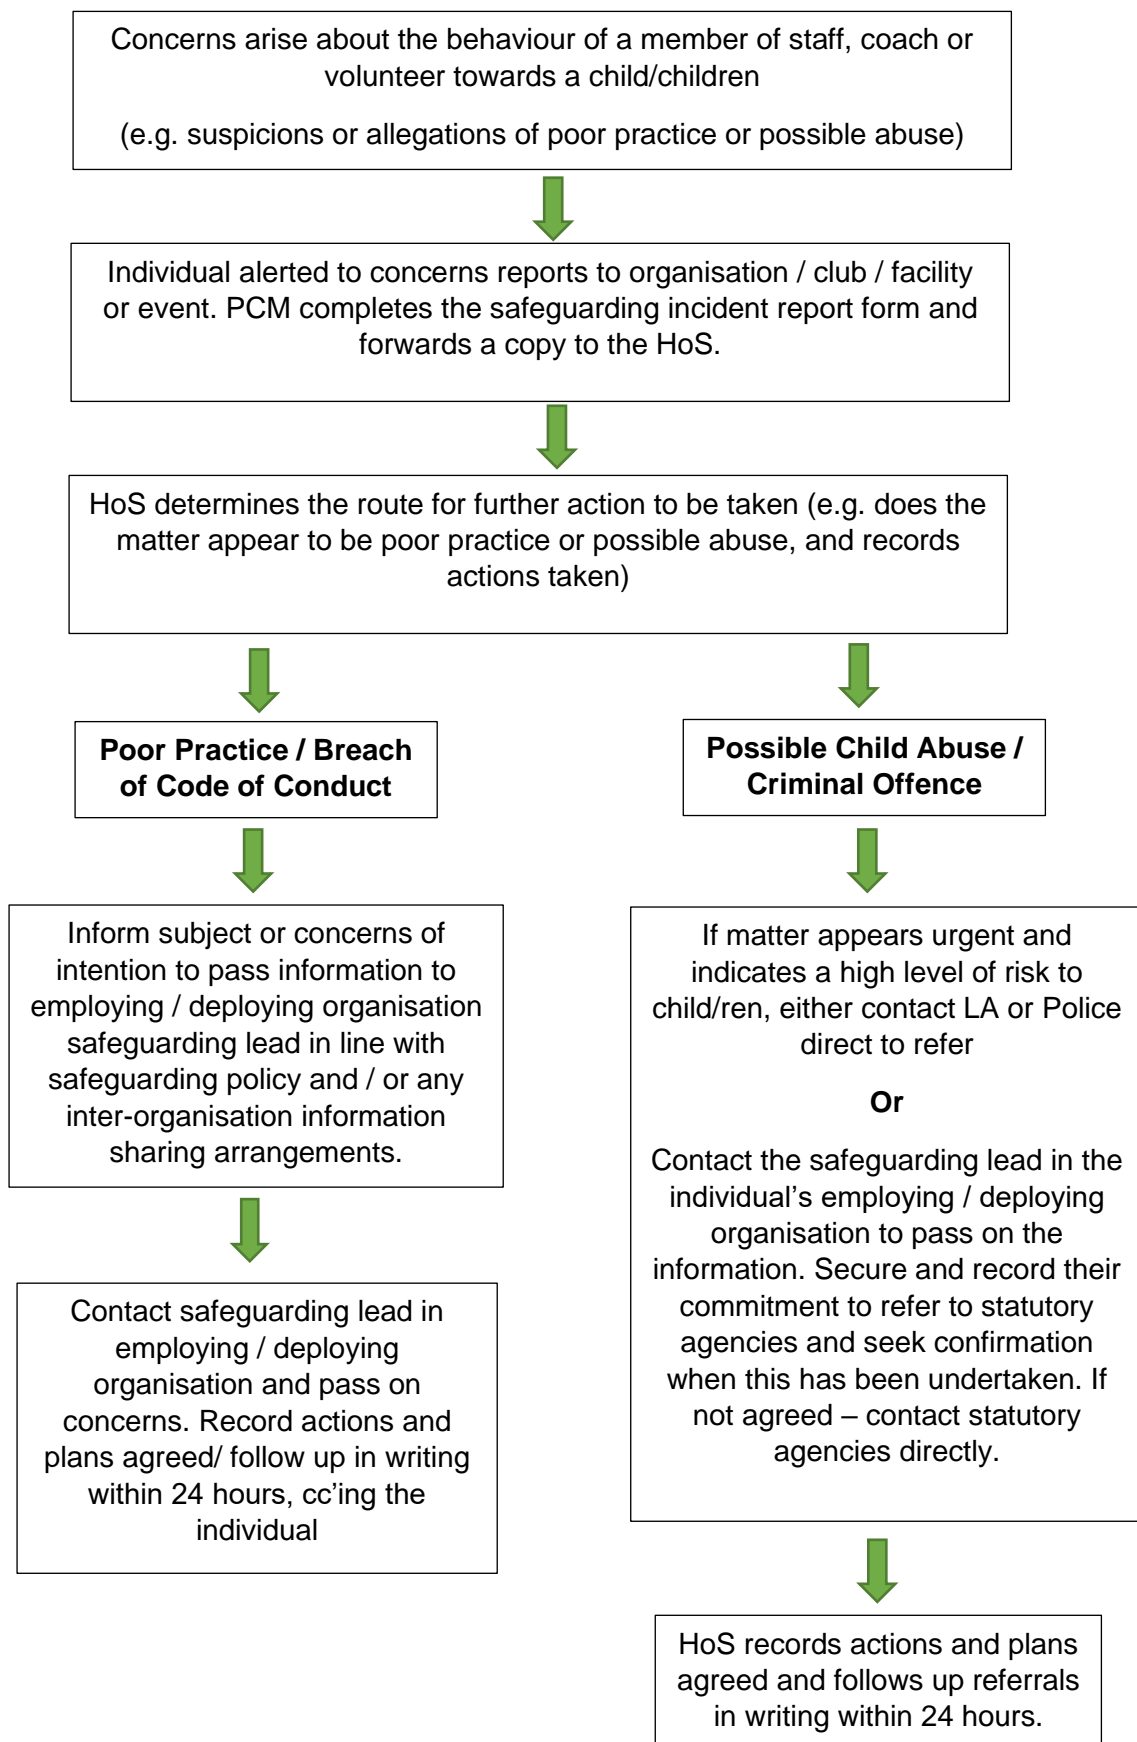 Concerns arise about the behaviour of a member of staff, coach or
volunteer towards a child/children
(e.g. suspicions or allegations of poor practice or possible abuse)
Individual alerted to concerns reports to organisation / club / facility
or event. PCM completes the safeguarding incident report form and
forwards a copy to the HoS.
HoS determines the route for further action to be taken (e.g. does the
matter appear to be poor practice or possible abuse, and records
actions taken)
Poor Practice / Breach
of Code of Conduct
Inform subject or concerns of
intention to pass information to
employing / deploying organisation
safeguarding lead in line with
safeguarding policy and / or any
inter-organisation information
sharing arrangements.
Contact safeguarding lead in
employing / deploying
organisation and pass on
concerns. Record actions and
plans agreed/ follow up in writing
within 24 hours, cc'ing the
individual
Possible Child Abuse /
Criminal Offence
If matter appears urgent and
indicates a high level of risk to
child/ren, either contact LA or Police
direct to refer
Or
Contact the safeguarding lead in the
individual's employing / deploying
organisation to pass on the
information. Secure and record their
commitment to refer to statutory
agencies and seek confirmation
when this has been undertaken. If
not agreed – contact statutory
agencies directly.
HoS records actions and plans
agreed and follows up referrals
in writing within 24 hours.